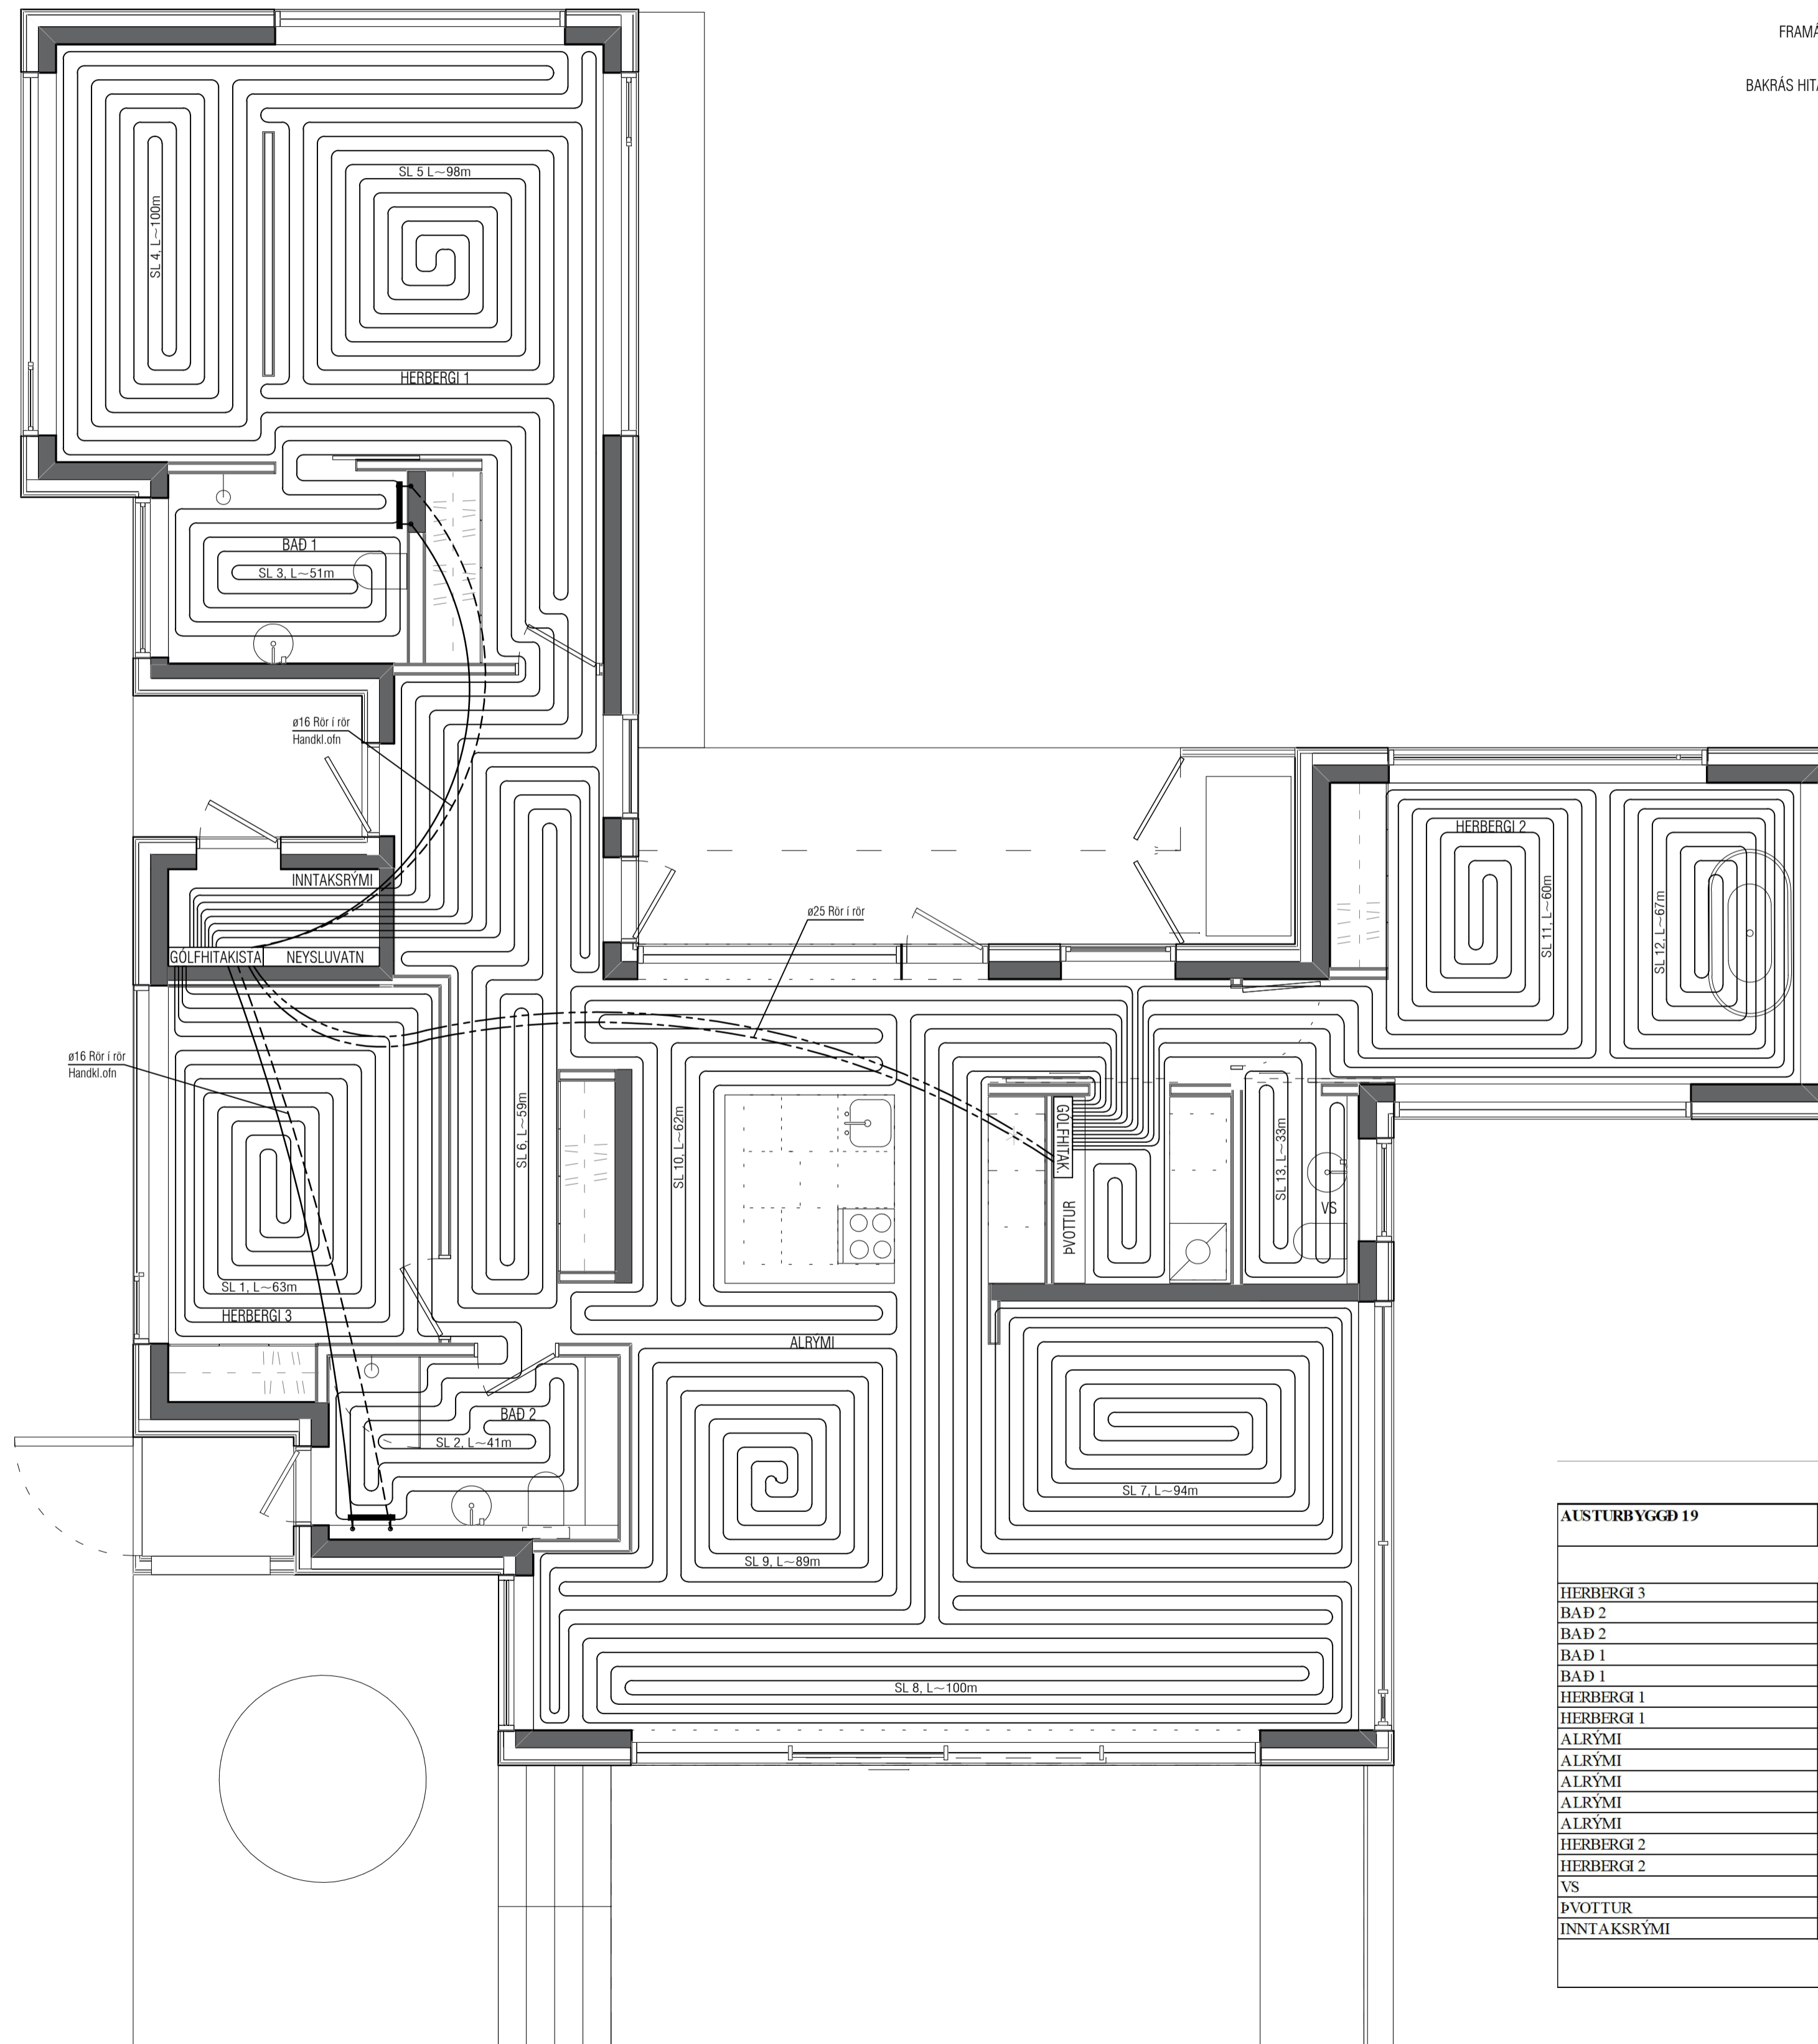 FRAMÁ
BAKRÁS HITA
SL 5 L~98m
SL 4, L~100m
HERBERGI 1
BAÐ 1
SL 3, L~51m
ø16 Rör í rör
Handkl.ofn
INNTAKSRÝMI
GÓLFHITAKISTA
NEYSLUVATN
ø25 Rör í rör
HERBERGI 2
SL 11, L~60m
SL 12, L~67m
ø16 Rör í rör
Handkl.ofn
SL 6, L~59m
SL 10, L~62m
GÓLFHITAK.
ÞVOTTUR
SL 13, L~33m
VS
SL 1, L~63m
HERBERGI 3
ALRÝMI
BAÐ 2
SL 2, L~41m
SL 9, L~89m
SL 7, L~94m
SL 8, L~100m
AUSTURBYGGÐ 19
HERBERGI 3
BAÐ 2
BAÐ 2
BAÐ 1
BAÐ 1
HERBERGI 1
HERBERGI 1
ALRÝMI
ALRÝMI
ALRÝMI
ALRÝMI
ALRÝMI
HERBERGI 2
HERBERGI 2
VS
ÞVOTTUR
INNTAKSRÝMI